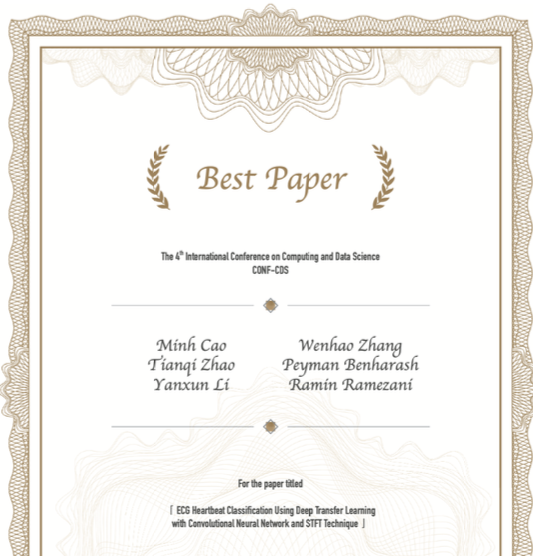 Best Paper
The 4th International Conference on Computing and Data Science
CONF-CDS
Minh Cao
Tianqi Zhao
Yanxun Li
Wenhao Zhang
Peyman Benharash
Ramin Ramezani
For the paper titled
「 ECG Heartbeat Classification Using Deep Transfer Learning
with Convolutional Neural Network and STFT Technique 」